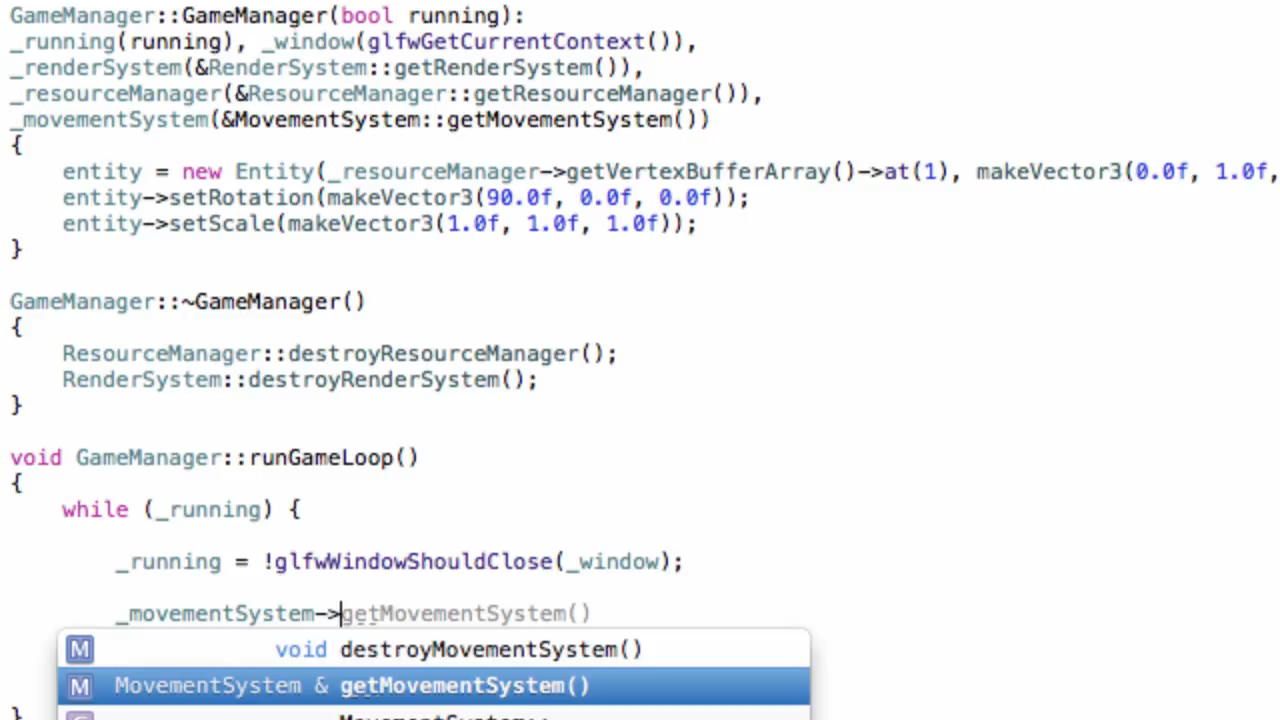 GameManager::GameManager(bool running):
_running(running), _window(glfwGetCurrentContext()),
_renderSystem(&RenderSystem::getRenderSystem()),
_resourceManager(&ResourceManager::getResourceManager()),
_movementSystem(&MovementSystem::getMovementSystem())
{
    entity = new Entity(_resourceManager->getVertexBufferArray()->at(1), makeVector3(0.0f, 1.0f,
    entity->setRotation(makeVector3(90.0f, 0.0f, 0.0f));
    entity->setScale(makeVector3(1.0f, 1.0f, 1.0f));
}
GameManager::~GameManager()
{
    ResourceManager::destroyResourceManager();
    RenderSystem::destroyRenderSystem();
}
void GameManager::runGameLoop()
{
    while (_running) {
        _running = !glfwWindowShouldClose(_window);
        _movementSystem->getMovementSystem()
M void destroyMovementSystem()
M MovementSystem & getMovementSystem()
C MovementSystem::
}